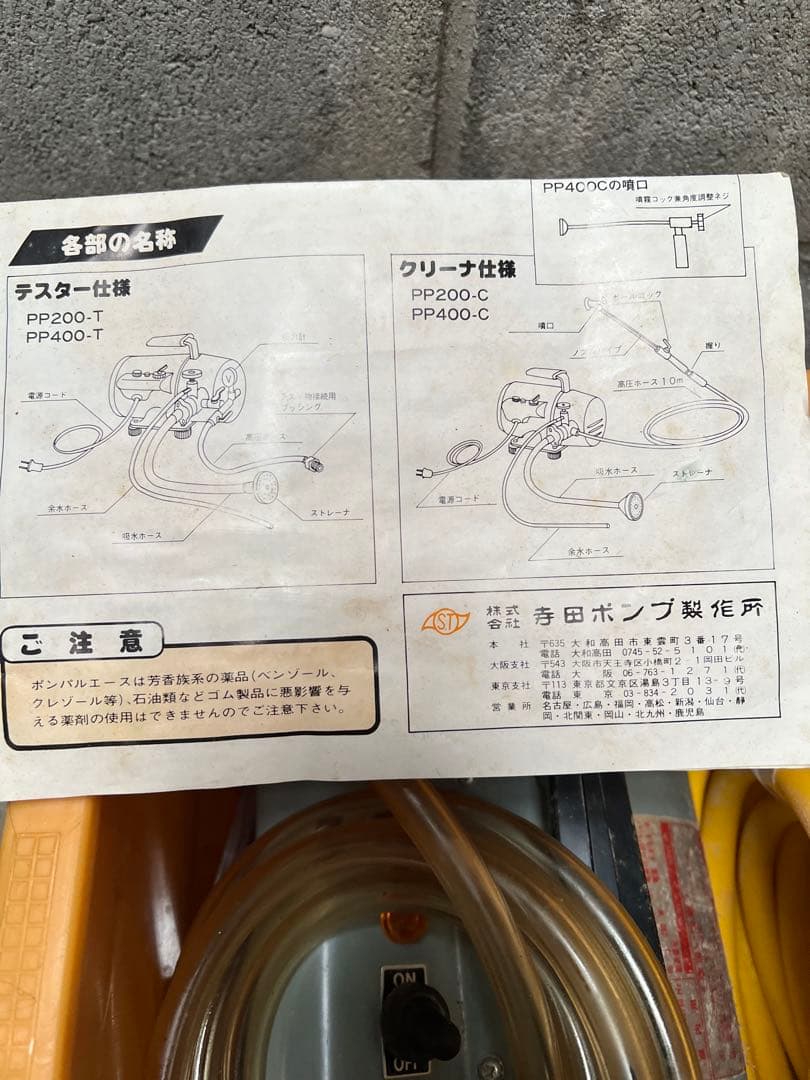 各部の名称
テスター仕様
PP200-T
PP400-T
電源コード
余水ホース
吸水ホース
高圧ホース
ストレーナ
ブッシング
PP400Cの噴口
噴霧コック兼角度調整ネジ
クリーナ仕様
PP200-C
PP400-C
噴口
ボールコック
握り
高圧ホース10m
吸水ホース
ストレーナ
電源コード
余水ホース
ST
株式会社 寺田ポンプ製作所
本社 〒635 大和高田市東雲町3番17号
電話 大和高田 0745-52-5101(代)
大阪支社 〒543 大阪市天王寺区小橋町2-1岡田ビル
電話 大阪 06-763-1271(代)
東京支社 〒113 東京都文京区湯島3丁目13-9号
電話 東京 03-834-2031(代)
営業所 名古屋・広島・福岡・高松・新潟・仙台・静
岡・北関東・岡山・北九州・鹿児島
ご注意
ポンパルエースは芳香族系の薬品(ベンゾール、
クレゾール等)、石油類などゴム製品に悪影響を与
える薬剤の使用はできませんのでご注意下さい。
ON
OFF